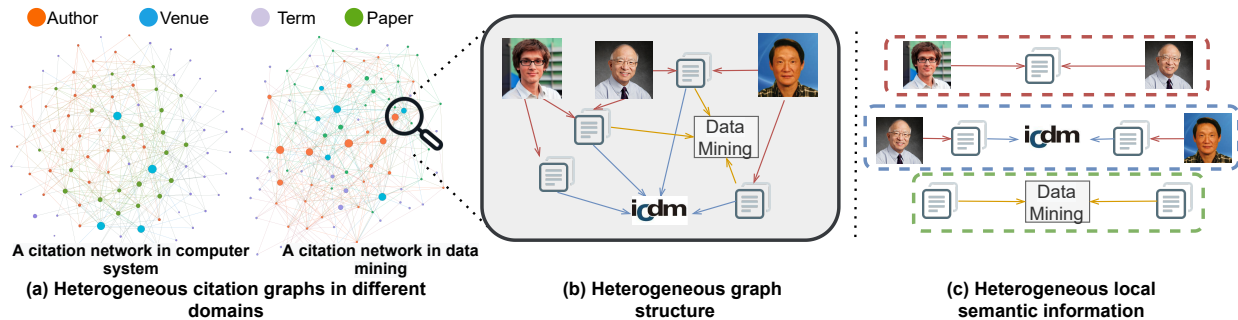 Author Venue Term Paper
A citation network in computer
system
A citation network in data
mining
(a) Heterogeneous citation graphs in different
domains
Data
Mining
icdm
(b) Heterogeneous graph
structure
icdm
Data
Mining
(c) Heterogeneous local
semantic information